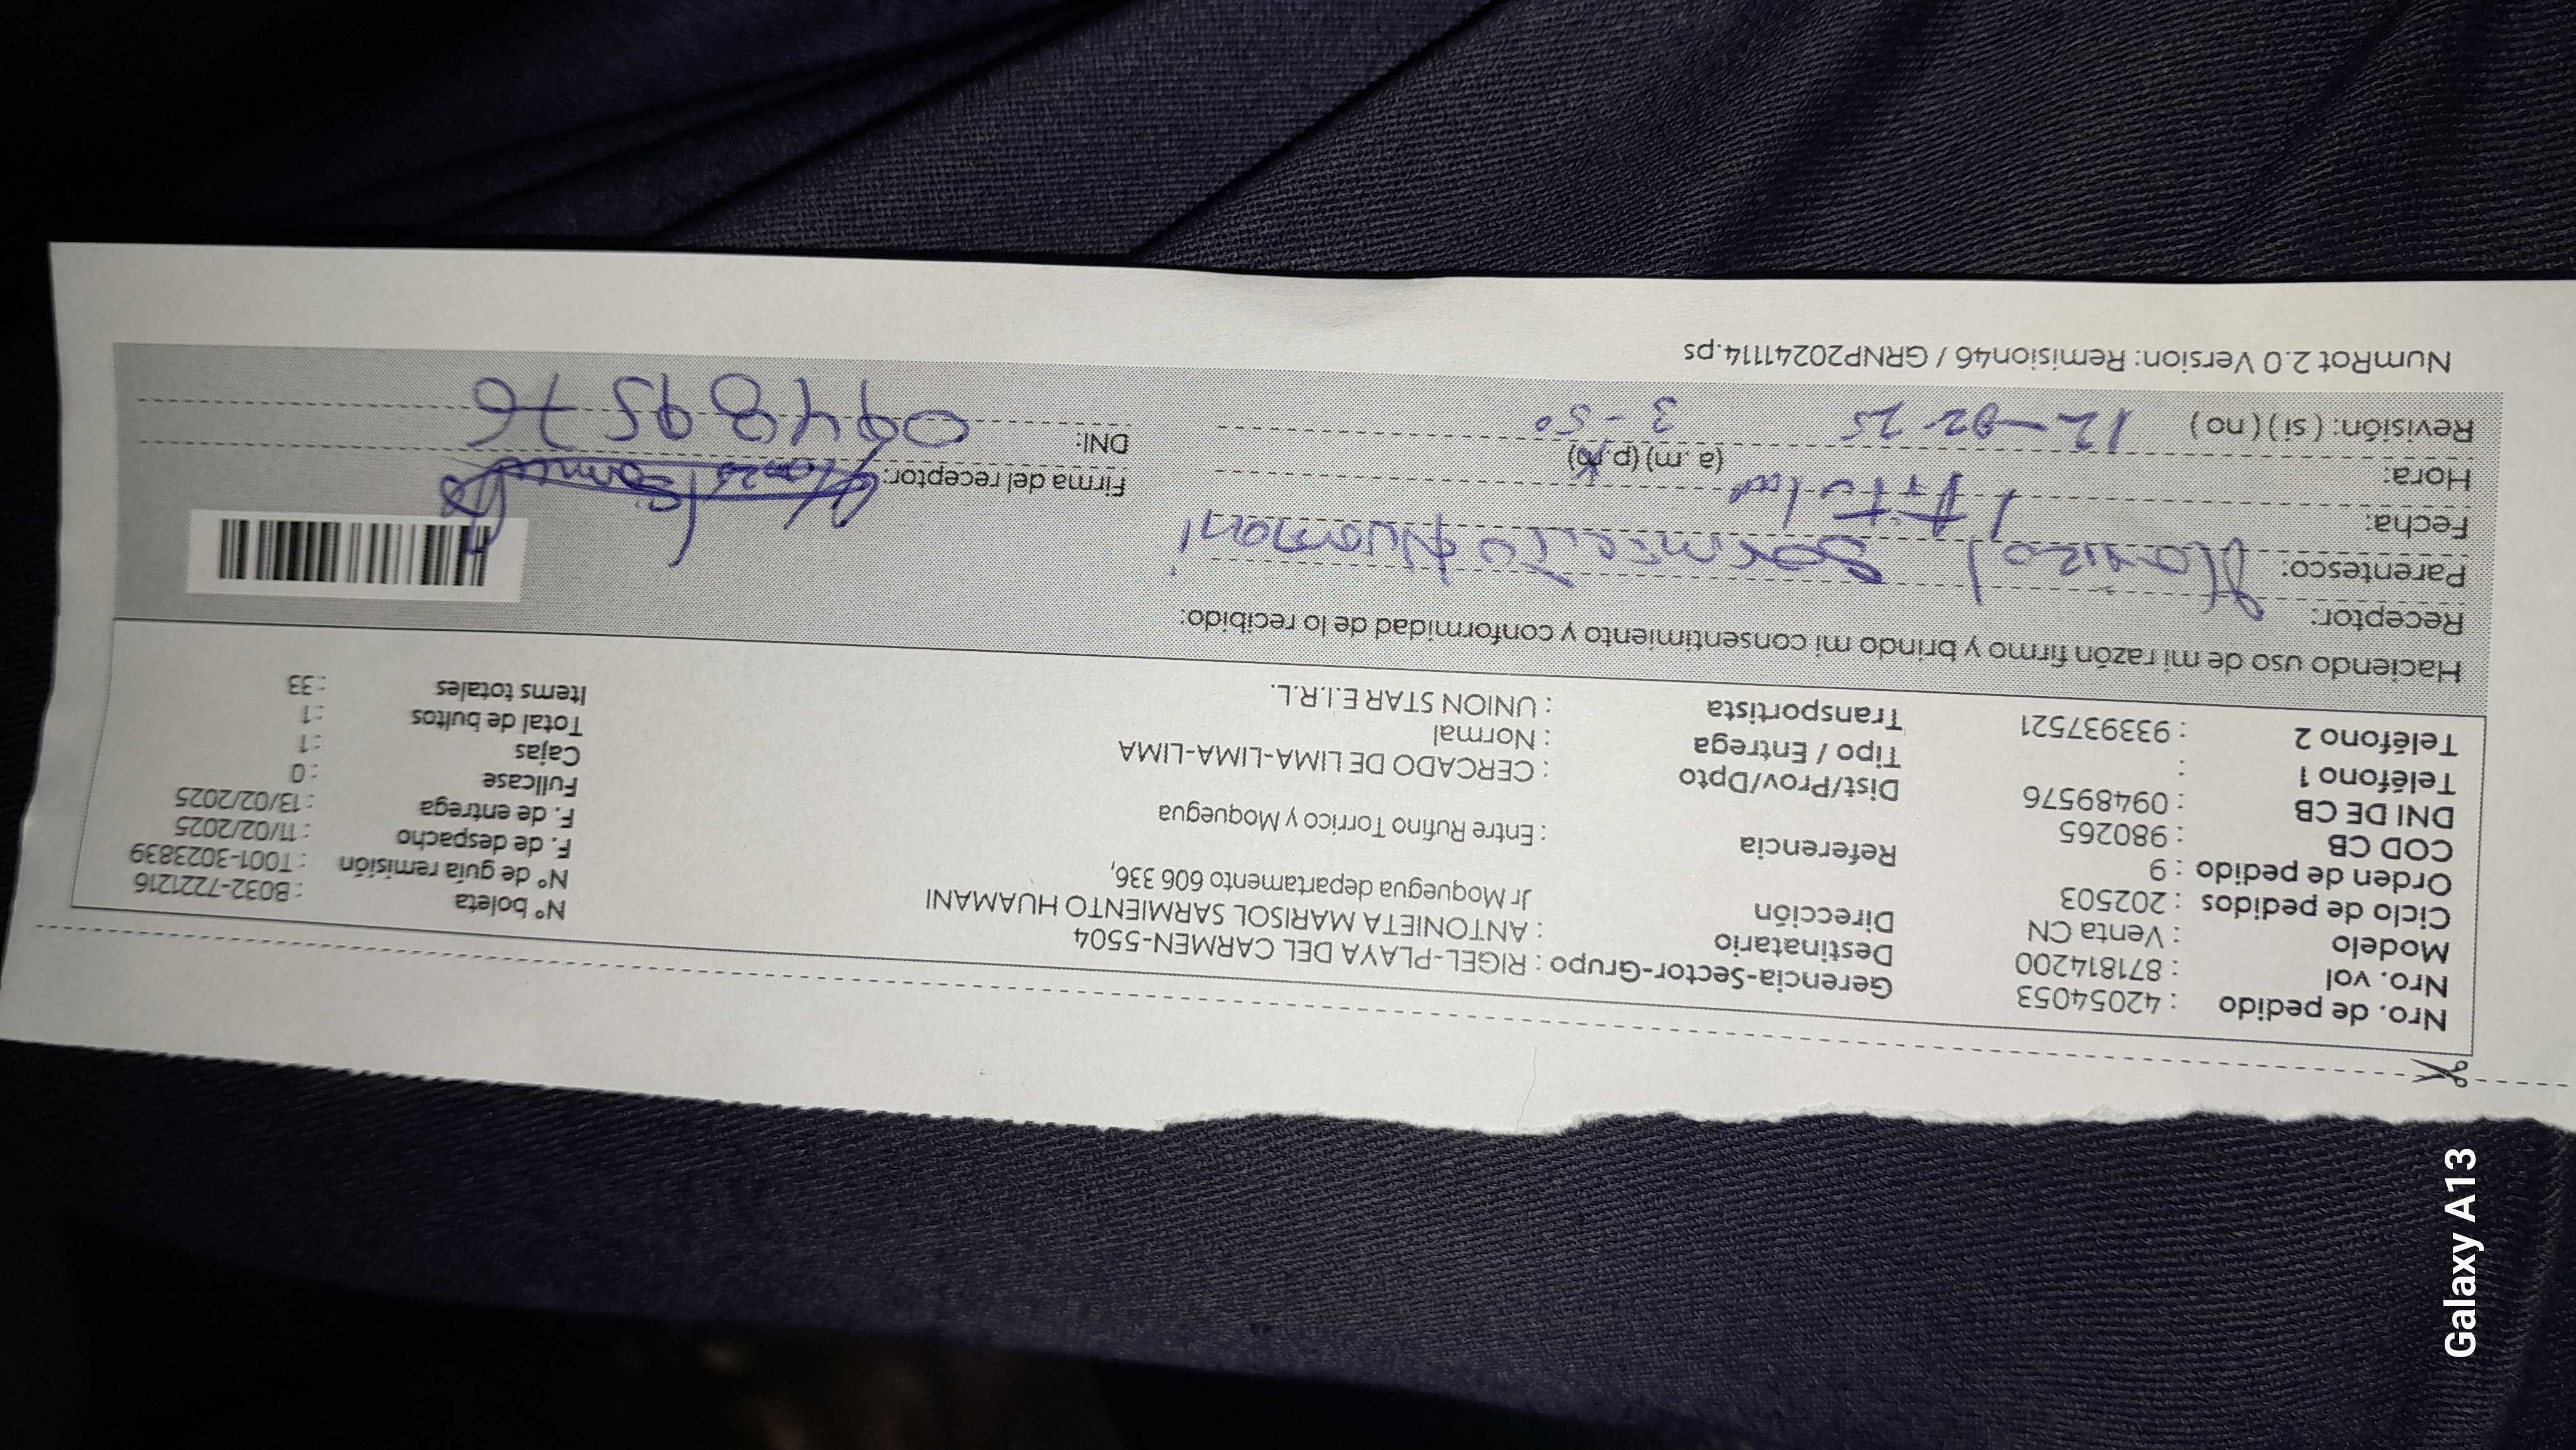 Nro. de pedido : 42054053 Gerencia-Sector-Grupo : RIGEL-PLAYA DEL CARMEN-5504 N° boleta : B032-7221216
Nro. vol : 871814200 Destinatario : ANTONIETA MARISOL SARMIENTO HUAMANI N° de guía remisión : T001-3023839
Modelo : Venta CN Dirección Jr Moquegua departamento 606 336, F. de despacho : 11/02/2025
Ciclo de pedidos : 202503 F. de entrega : 13/02/2025
Orden de pedido : 9 Referencia : Entre Rufino Torrico y Moquegua Fullcase : 0
COD CB : 980265 Cajas : 1
DNI DE CB : 09489576 Dist/Prov/Dpto : CERCADO DE LIMA-LIMA-LIMA Total de bultos : 1
Teléfono 1 : Tipo / Entrega : Normal Items totales : 33
Teléfono 2 : 933937521 Transportista : UNION STAR E.I.R.L.
Haciendo uso de mi razón firmo y brindo mi consentimiento y conformidad de lo recibido:
Receptor: Marisol Sarmiento Huamani
Parentesco: Titular
Fecha:
Hora: (a .m) (p.m) Firma del receptor:
Revisión: ( si ) ( no ) 12-02-25 3-50 DNI: 09489576
NumRot 2.0 Version: Remision46 / GRNP20241114.ps
Galaxy A13